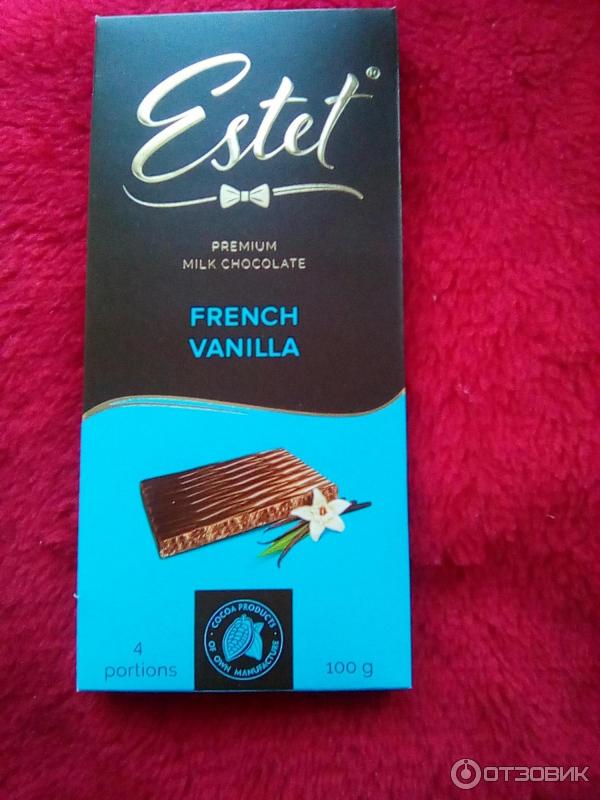 Estet®
PREMIUM
MILK CHOCOLATE
FRENCH
VANILLA
COCOA PRODUCTS
OF OWN MANUFACTURE
4
portions
100 g
ОТЗОВИК